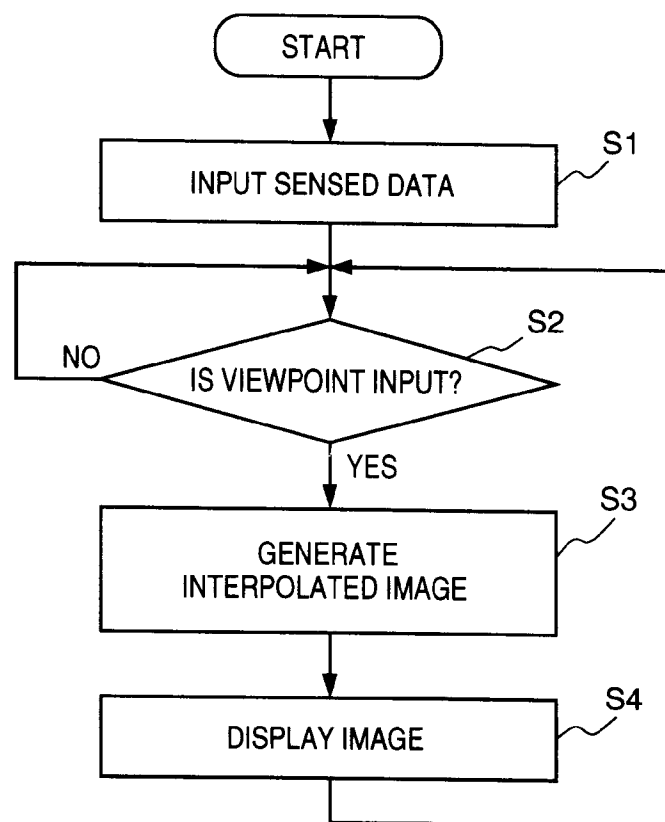 START
S1
INPUT SENSED DATA
S2
NO
IS VIEWPOINT INPUT?
YES
S3
GENERATE
INTERPOLATED IMAGE
S4
DISPLAY IMAGE